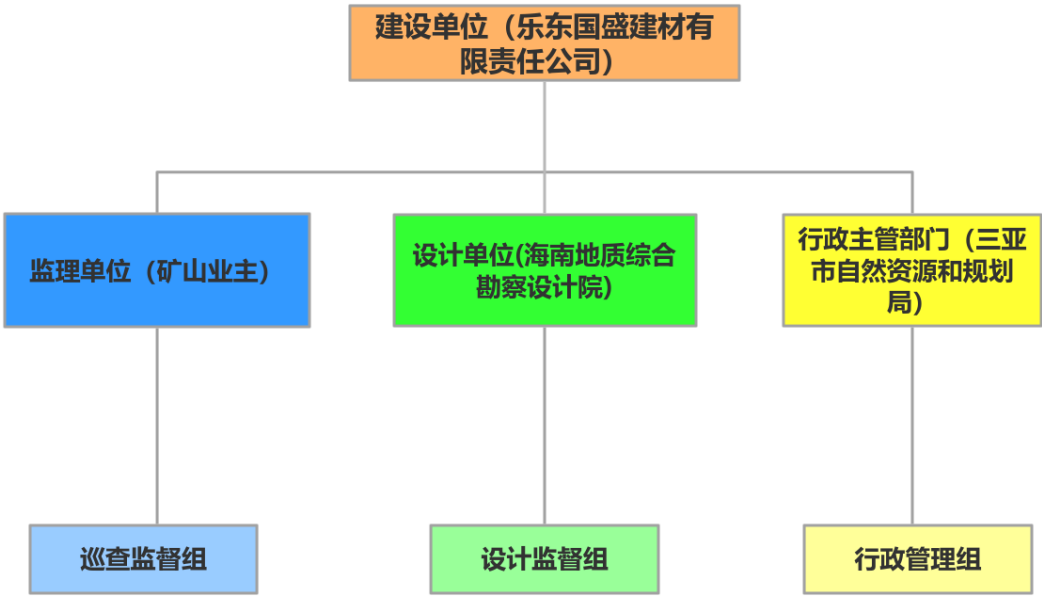 建设单位（乐东国盛建材有
限责任公司）
监理单位（矿山业主）
设计单位(海南地质综合
勘察设计院)
行政主管部门（三亚
市自然资源和规划
局）
巡查监督组
设计监督组
行政管理组